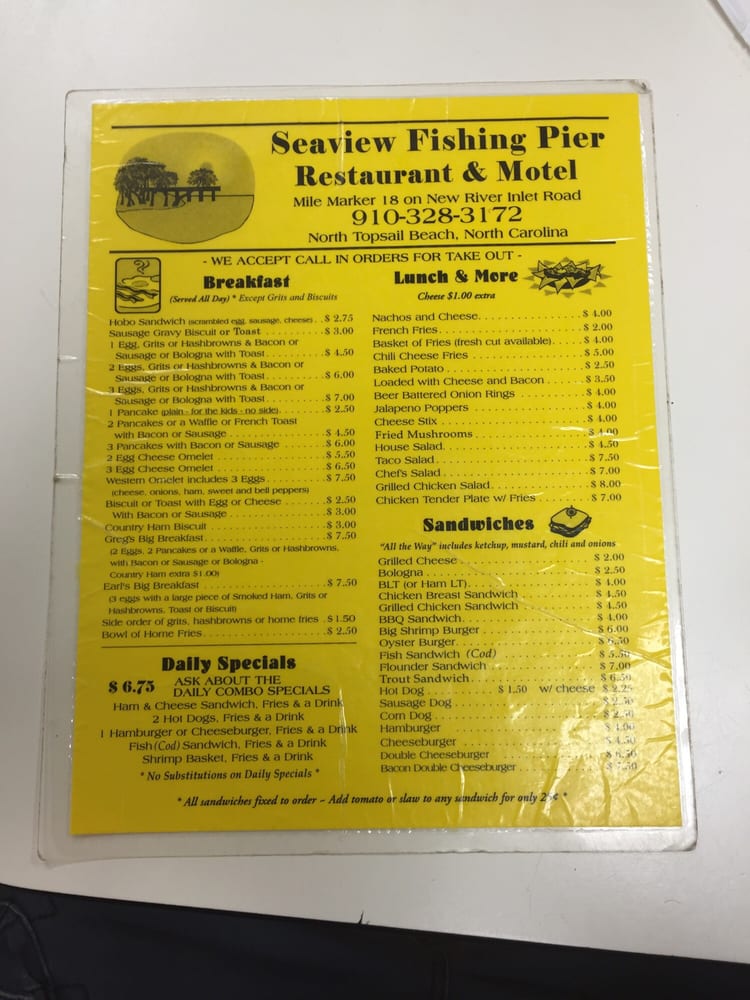 Seaview Fishing Pier
Restaurant & Motel
Mile Marker 18 on New River Inlet Road
910-328-3172
North Topsail Beach, North Carolina
- WE ACCEPT CALL IN ORDERS FOR TAKE OUT -
Breakfast
(Served All Day) * Except Grits and Biscuits
Hobo Sandwich (scrambled egg, sausage, cheese) . . $ 2.75
Sausage Gravy Biscuit or Toast . . . . . . . . . . $ 3.00
1 Egg, Grits or Hashbrowns & Bacon or
Sausage or Bologna with Toast . . . . . . . . . . $ 4.50
2 Eggs, Grits or Hashbrowns & Bacon or
Sausage or Bologna with Toast . . . . . . . . . . $ 6.00
3 Eggs, Grits or Hashbrowns & Bacon or
Sausage or Bologna with Toast . . . . . . . . . . $ 7.00
1 Pancake (plain - for the kids - no side) . . . . . . . $ 2.50
2 Pancakes or a Waffle or French Toast
with Bacon or Sausage . . . . . . . . . . $ 4.50
3 Pancakes with Bacon or Sausage . . . . . . . $ 6.00
2 Egg Cheese Omelet . . . . . . . . . . $ 5.50
3 Egg Cheese Omelet . . . . . . . . . . $ 6.50
Western Omelet includes 3 Eggs . . . . . . . . $ 7.50
(cheese, onions, ham, sweet and bell peppers)
Biscuit or Toast with Egg or Cheese . . . . . . . $ 2.50
With Bacon or Sausage . . . . . . . . . . $ 3.00
Country Ham Biscuit . . . . . . . . . . $ 3.00
Greg's Big Breakfast . . . . . . . . . . $ 7.50
(2 Eggs, 2 Pancakes or a Waffle, Grits or Hashbrowns,
with Bacon or Sausage or Bologna -
Country Ham extra $1.00)
Earl's Big Breakfast . . . . . . . . . . $ 7.50
(3 eggs with a large piece of Smoked Ham, Grits or
Hashbrowns, Toast or Biscuit)
Side order of grits, hashbrowns or home fries . $ 1.50
Bowl of Home Fries . . . . . . . . . . $ 2.50
Daily Specials
$ 6.75 ASK ABOUT THE
DAILY COMBO SPECIALS
Ham & Cheese Sandwich, Fries & a Drink
2 Hot Dogs, Fries & a Drink
1 Hamburger or Cheeseburger, Fries & a Drink
Fish (Cod) Sandwich, Fries & a Drink
Shrimp Basket, Fries & a Drink
* No Substitutions on Daily Specials *
Lunch & More
Cheese $1.00 extra
Nachos and Cheese . . . . . . . . . . $ 4.00
French Fries . . . . . . . . . . $ 2.00
Basket of Fries (fresh cut available) . . . . . $ 4.00
Chili Cheese Fries . . . . . . . . . . $ 5.00
Baked Potato . . . . . . . . . . $ 2.50
Loaded with Cheese and Bacon . . . . . $ 3.50
Beer Battered Onion Rings . . . . . . . . . . $ 4.00
Jalapeno Poppers . . . . . . . . . . $ 4.00
Cheese Stix . . . . . . . . . . $ 4.00
Fried Mushrooms . . . . . . . . . . $ 4.00
House Salad . . . . . . . . . . $ 4.50
Taco Salad . . . . . . . . . . $ 7.50
Chef's Salad . . . . . . . . . . $ 7.00
Grilled Chicken Salad . . . . . . . . . . $ 8.00
Chicken Tender Plate w/ Fries . . . . . . . $ 7.00
Sandwiches
"All the Way" includes ketchup, mustard, chili and onions
Grilled Cheese . . . . . . . . . . $ 2.00
Bologna . . . . . . . . . . $ 2.50
BLT (or Ham LT) . . . . . . . . . . $ 4.00
Chicken Breast Sandwich . . . . . . . . . . $ 4.50
Grilled Chicken Sandwich . . . . . . . . . . $ 4.50
BBQ Sandwich . . . . . . . . . . $ 4.00
Big Shrimp Burger . . . . . . . . . . $ 6.00
Oyster Burger . . . . . . . . . . $ 6.50
Fish Sandwich (Cod) . . . . . . . . . . $ 5.50
Flounder Sandwich . . . . . . . . . . $ 7.00
Trout Sandwich . . . . . . . . . . $ 6.50
Hot Dog . . . . . . . . . . $ 1.50 w/ cheese $ 2.25
Sausage Dog . . . . . . . . . . $
Corn Dog . . . . . . . . . . $
Hamburger . . . . . . . . . . $ 4.00
Cheeseburger . . . . . . . . . . $ 4.50
Double Cheeseburger . . . . . . . . . . $ 6.50
Bacon Double Cheeseburger . . . . . . . . . . $
* All sandwiches fixed to order ~ Add tomato or slaw to any sandwich for only *